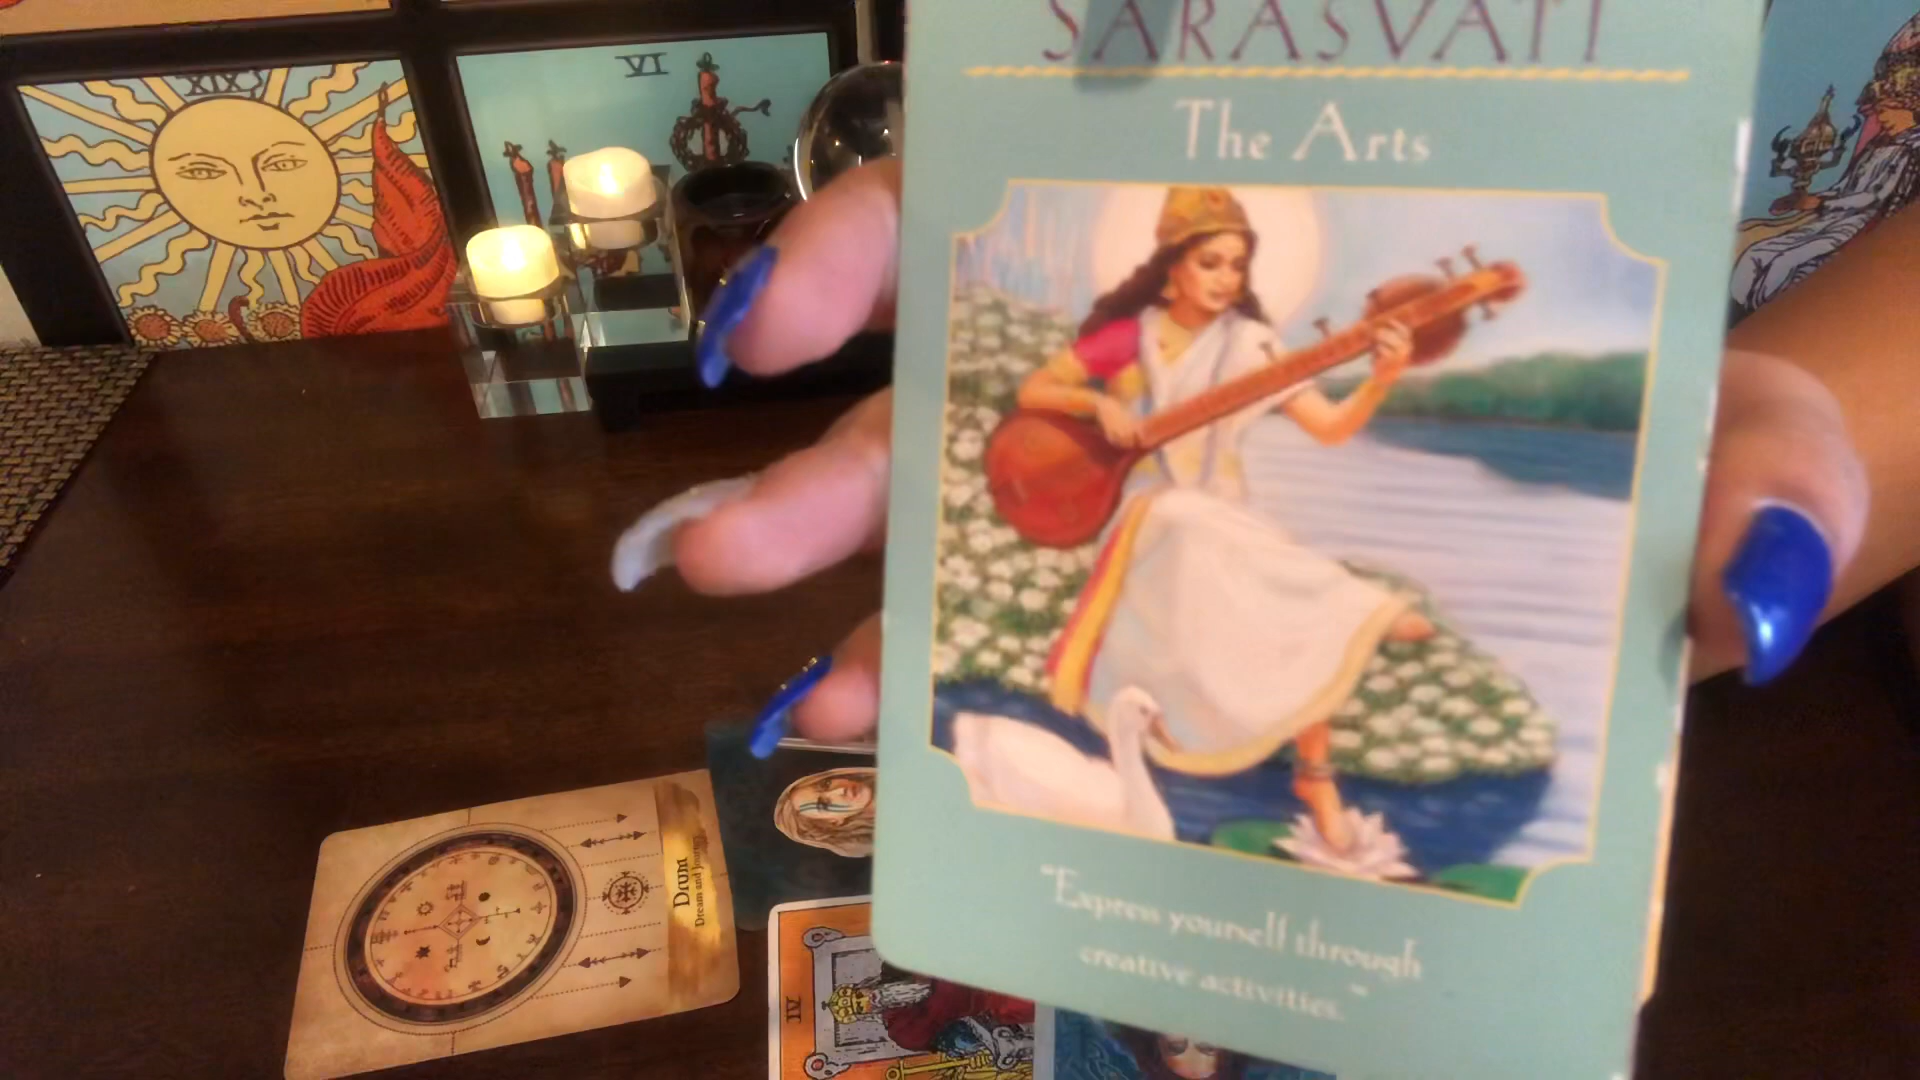 SARASVATI
The Arts
"Express yourself through
creative activities."
XIX
VI
Drum
Dream and Journey
IV